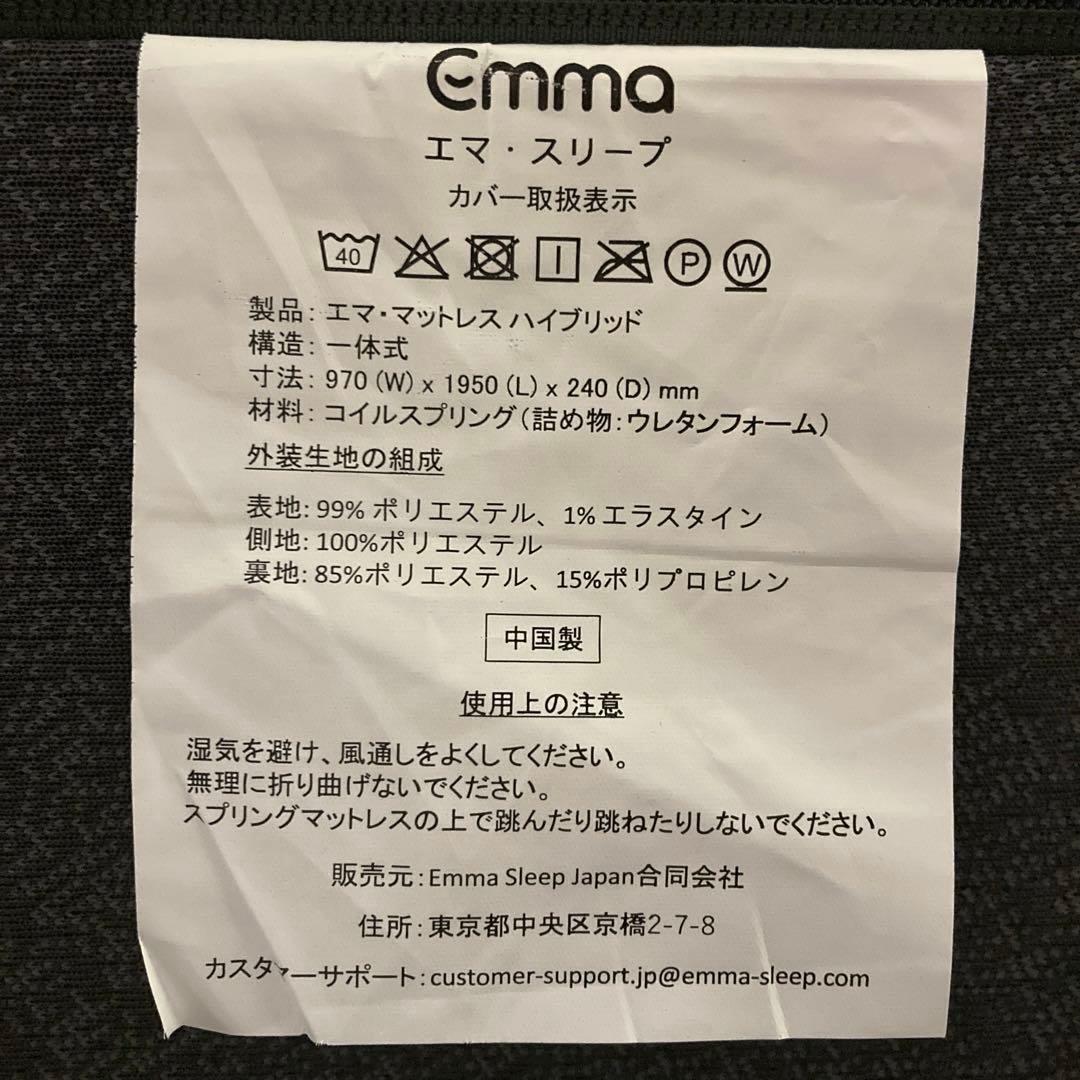 Emma
エマ・スリープ
カバー取扱表示
40 P W
製品: エマ・マットレス ハイブリッド
構造: 一体式
寸法: 970 (W) x 1950 (L) x 240 (D) mm
材料: コイルスプリング(詰め物:ウレタンフォーム)
外装生地の組成
表地: 99% ポリエステル、1% エラスタイン
側地: 100%ポリエステル
裏地: 85%ポリエステル、15%ポリプロピレン
中国製
使用上の注意
湿気を避け、風通しをよくしてください。
無理に折り曲げないでください。
スプリングマットレスの上で跳んだり跳ねたりしないでください。
販売元: Emma Sleep Japan合同会社
住所: 東京都中央区京橋2-7-8
カスタマーサポート: customer-support.jp@emma-sleep.com